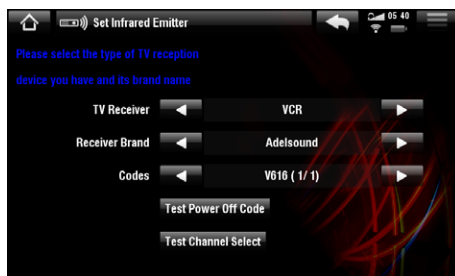 Set Infrared Emitter
05 40
Please select the type of TV reception
device you have and its brand name
TV Receiver VCR
Receiver Brand Adelsound
Codes V616 ( 1/ 1)
Test Power Off Code
Test Channel Select